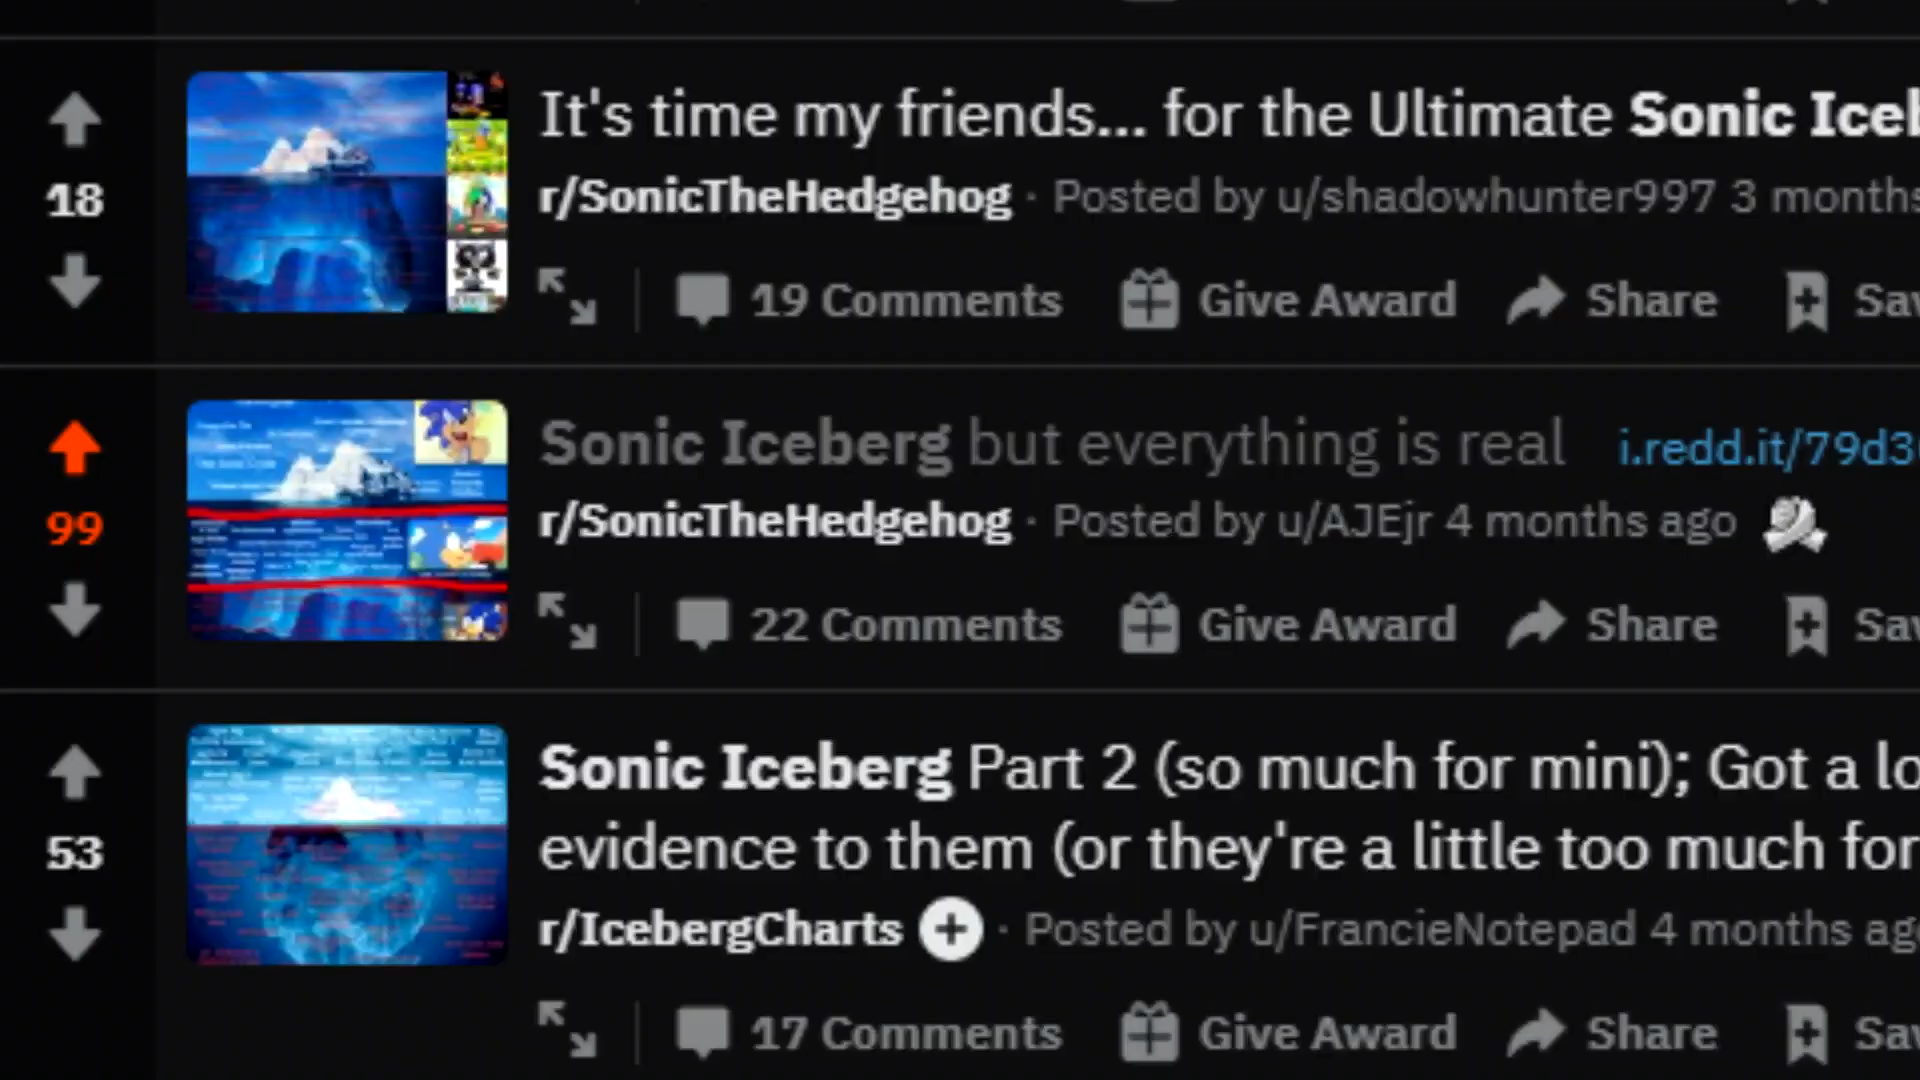 It's time my friends... for the Ultimate Sonic
18
r/SonicTheHedgehog · Posted by u/shadowhunter997 3 months
19 Comments Give Award Share
Sonic Iceberg but everything is real i.redd.it/79d3
99
r/SonicTheHedgehog · Posted by u/AJEjr 4 months ago
22 Comments Give Award Share
Sonic Iceberg Part 2 (so much for mini); Got a
evidence to them (or they're a little too much for
53
r/IcebergCharts · Posted by u/FrancieNotepad 4 months
17 Comments Give Award Share